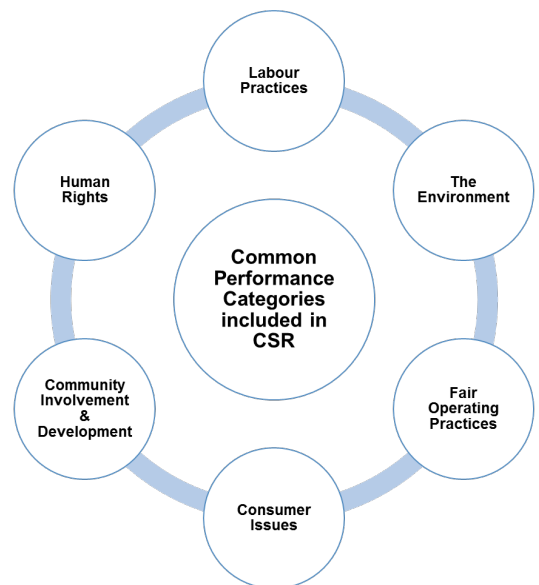 Labour
Practices
Human
Rights
The
Environment
Common
Performance
Categories
included in
CSR
Community
Involvement
&
Development
Fair
Operating
Practices
Consumer
Issues